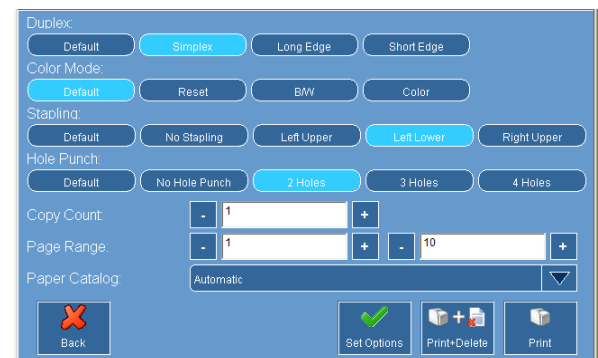 Duplex:
Default Simplex Long Edge Short Edge
Color Mode:
Default Reset B/W Color
Stapling:
Default No Stapling Left Upper Left Lower Right Upper
Hole Punch:
Default No Hole Punch 2 Holes 3 Holes 4 Holes
Copy Count: - 1 +
Page Range: - 1 + - 10 +
Paper Catalog: Automatic
Back Set Options + Print+Delete Print